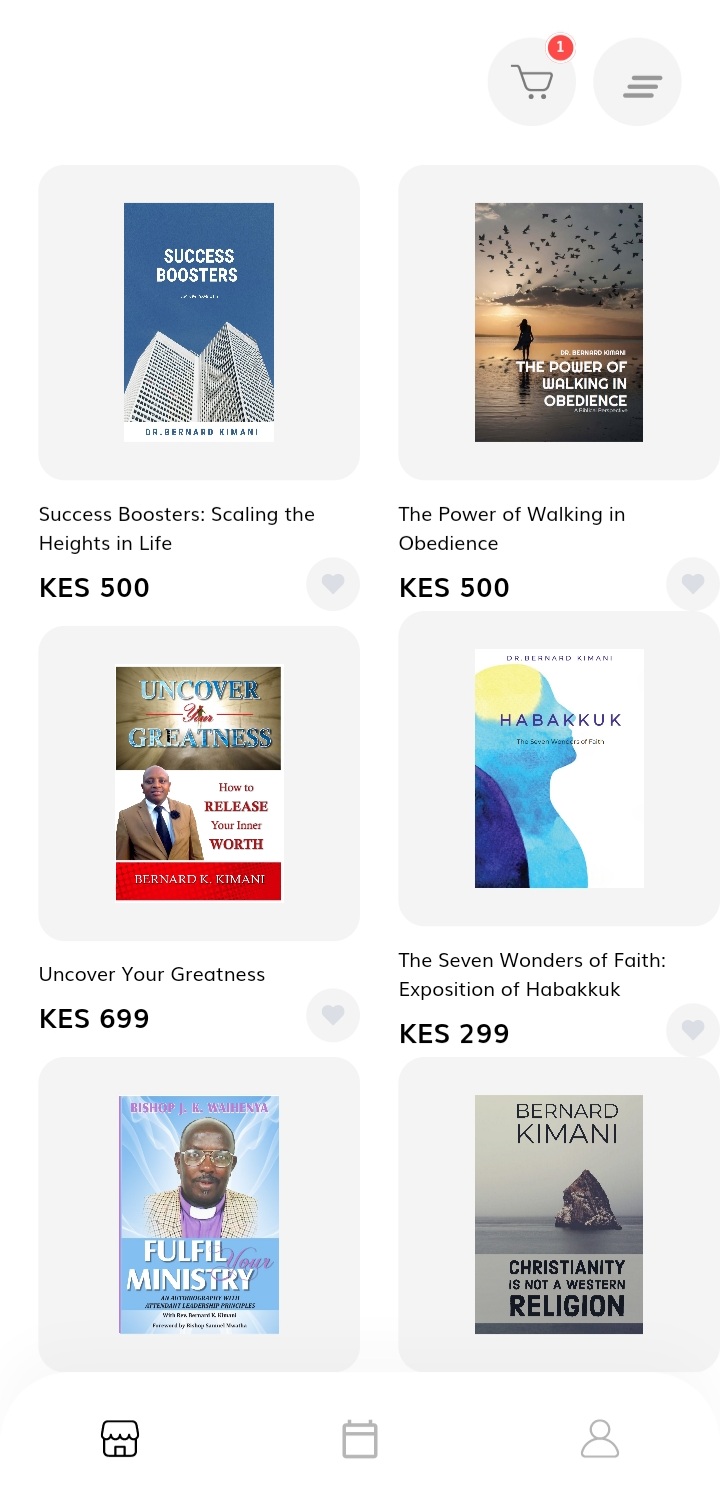 1
SUCCESS
BOOSTERS
DR.BERNARD KIMANI
DR. BERNARD KIMANI
THE POWER OF
WALKING IN
OBEDIENCE
A Biblical Perspective
Success Boosters: Scaling the
Heights in Life
KES 500
The Power of Walking in
Obedience
KES 500
UNCOVER
Your
GREATNESS
How to
RELEASE
Your Inner
WORTH
BERNARD K. KIMANI
DR.BERNARD KIMANI
HABAKKUK
The Seven Wonders of Faith
Uncover Your Greatness
KES 699
The Seven Wonders of Faith:
Exposition of Habakkuk
KES 299
BISHOP J. K. WAIHENYA
FULFIL Your
MINISTRY
AN AUTOBIOGRAPHY WITH
ATTENDANT LEADERSHIP PRINCIPLES
With Rev. Bernard K. Kimani
Foreword by Bishop Samuel Mwatha
BERNARD
KIMANI
CHRISTIANITY
IS NOT A WESTERN
RELIGION